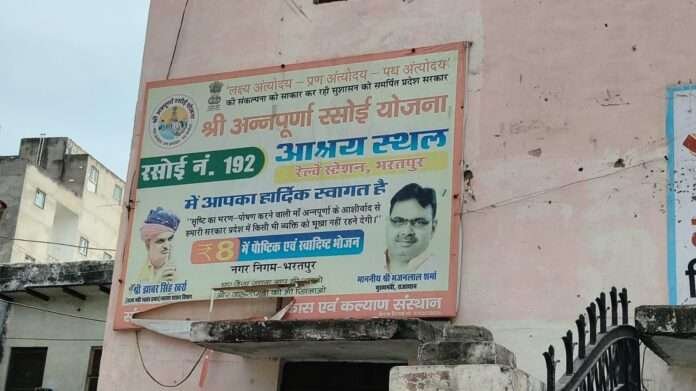 'लक्ष्य अंत्योदय – प्रण अंत्योदय – पथ अंत्योदय'
की संकल्पना को साकार कर रही सुशासन को समर्पित प्रदेश सरकार
श्री अन्नपूर्णा रसोई योजना
रसोई नं. 192
आश्रय स्थल
रेल्वे स्टेशन, भरतपुर
में आपका हार्दिक स्वागत है
"सृष्टि का भरण-पोषण करने वाली माँ अन्नपूर्णा के आशीर्वाद से
हमारी सरकार प्रदेश में किसी भी व्यक्ति को भूखा नहीं रहने देगी।"
₹ 8 में पौष्टिक एवं स्वादिष्ट भोजन
नगर निगम-भरतपुर
श्री झाबर सिंह खर्रा
माननीय श्री भजनलाल शर्मा
मुख्यमंत्री, राजस्थान
एवं कल्याण संस्थान